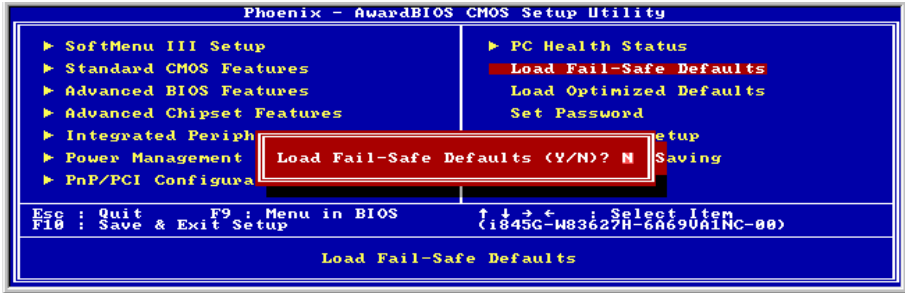 Phoenix - AwardBIOS CMOS Setup Utility
► SoftMenu III Setup
► Standard CMOS Features
► Advanced BIOS Features
► Advanced Chipset Features
► Integrated Periph
► Power Management
► PnP/PCI Configura
► PC Health Status
Load Fail-Safe Defaults
Load Optimized Defaults
Set Password
etup
Saving
Load Fail-Safe Defaults (Y/N)? N
Esc : Quit F9 : Menu in BIOS ↑ ↓ → ← : Select Item
F10 : Save & Exit Setup (i845G-W83627H-6A69VA1NC-00)
Load Fail-Safe Defaults